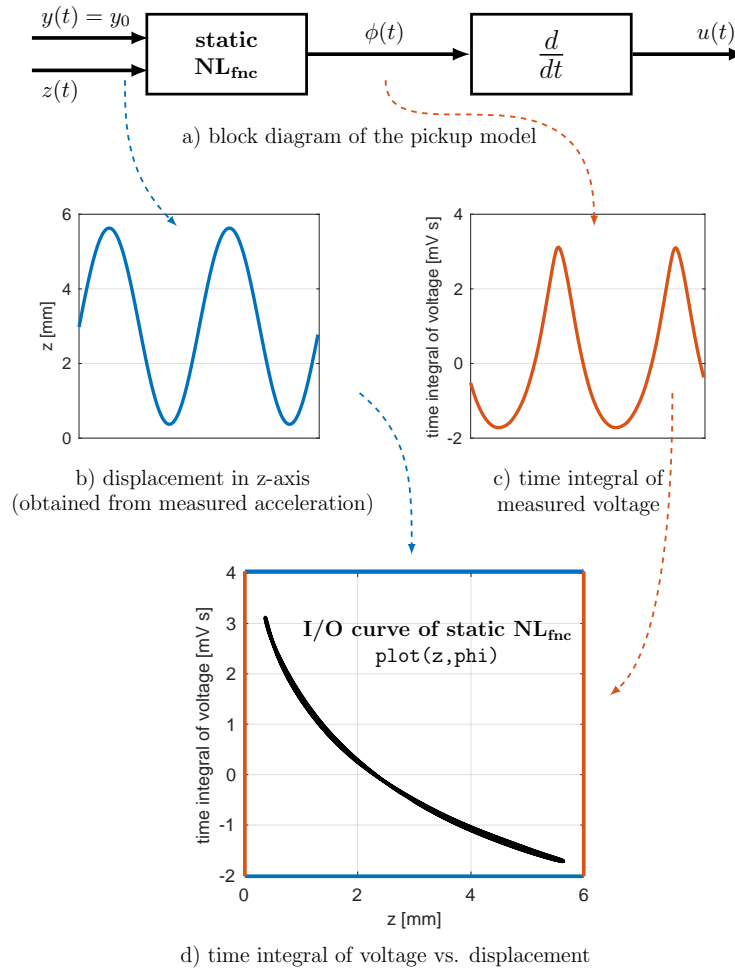 y(t) = y₀
z(t)
static
NL_fnc
ϕ(t)
d
dt
u(t)
a) block diagram of the pickup model
6
4
2
0
z [mm]
4
2
0
-2
time integral of voltage [mV s]
b) displacement in z-axis
(obtained from measured acceleration)
c) time integral of
measured voltage
4
3
2
1
0
-1
-2
time integral of voltage [mV s]
I/O curve of static NL_fnc
plot(z,phi)
0
2
4
6
z [mm]
d) time integral of voltage vs. displacement